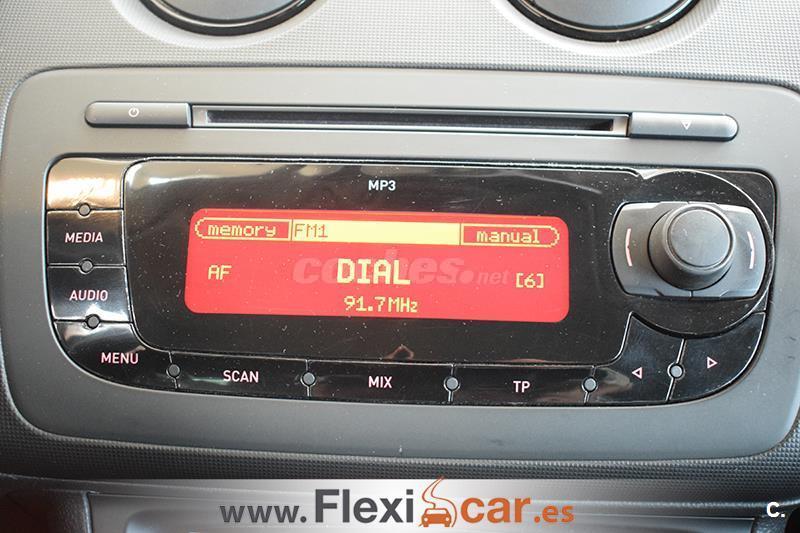 MP3
memory FM1 manual
coches.net
AF DIAL [6]
91.7MHz
MEDIA
AUDIO
MENU
SCAN
MIX
TP
www.Flexicar.es
C.